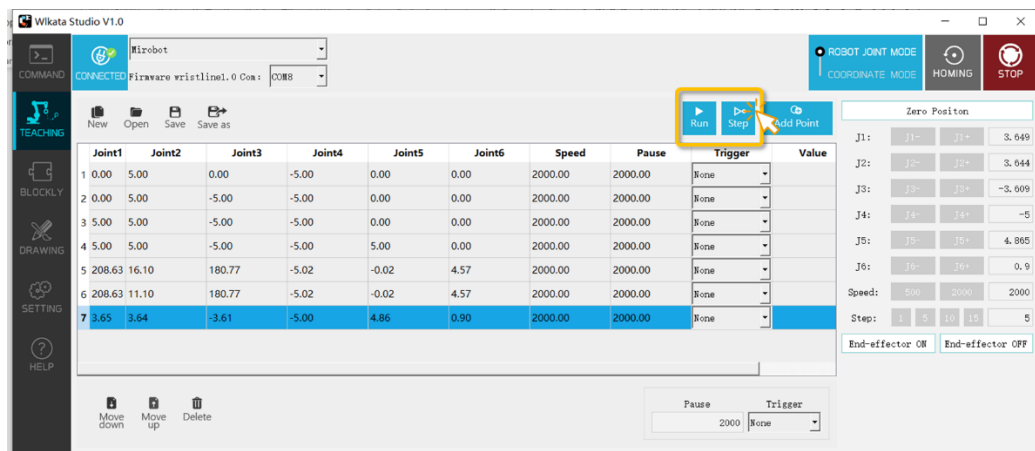 Wlkata Studio V1.0
COMMAND
CONNECTED
Mirobot
Firmware wristline1.0 Com: COM8
ROBOT JOINT MODE
COORDINATE MODE
HOMING
STOP
TEACHING
New Open Save Save as
Run Step Add Point
Joint1 Joint2 Joint3 Joint4 Joint5 Joint6 Speed Pause Trigger Value
1 0.00 5.00 0.00 -5.00 0.00 0.00 2000.00 2000.00 None
2 0.00 5.00 -5.00 0.00 0.00 0.00 2000.00 2000.00 None
3 5.00 5.00 -5.00 0.00 0.00 0.00 2000.00 2000.00 None
4 5.00 5.00 -5.00 0.00 5.00 0.00 2000.00 2000.00 None
5 208.63 16.10 180.77 -5.02 -0.02 4.57 2000.00 2000.00 None
6 208.63 11.10 180.77 -5.02 -0.02 4.57 2000.00 2000.00 None
7 3.65 3.64 -3.61 -5.00 4.86 0.90 2000.00 2000.00 None
BLOCKLY
DRAWING
SETTING
HELP
Zero Positon
J1: J1- J1+ 3.649
J2: J2- J2+ 3.644
J3: J3- J3+ -3.609
J4: J4- J4+ -5
J5: J5- J5+ 4.865
J6: J6- J6+ 0.9
Speed: 500 2000 2000
Step: 1 5 10 15 5
End-effector ON End-effector OFF
Move down
Move up
Delete
Pause Trigger
2000 None